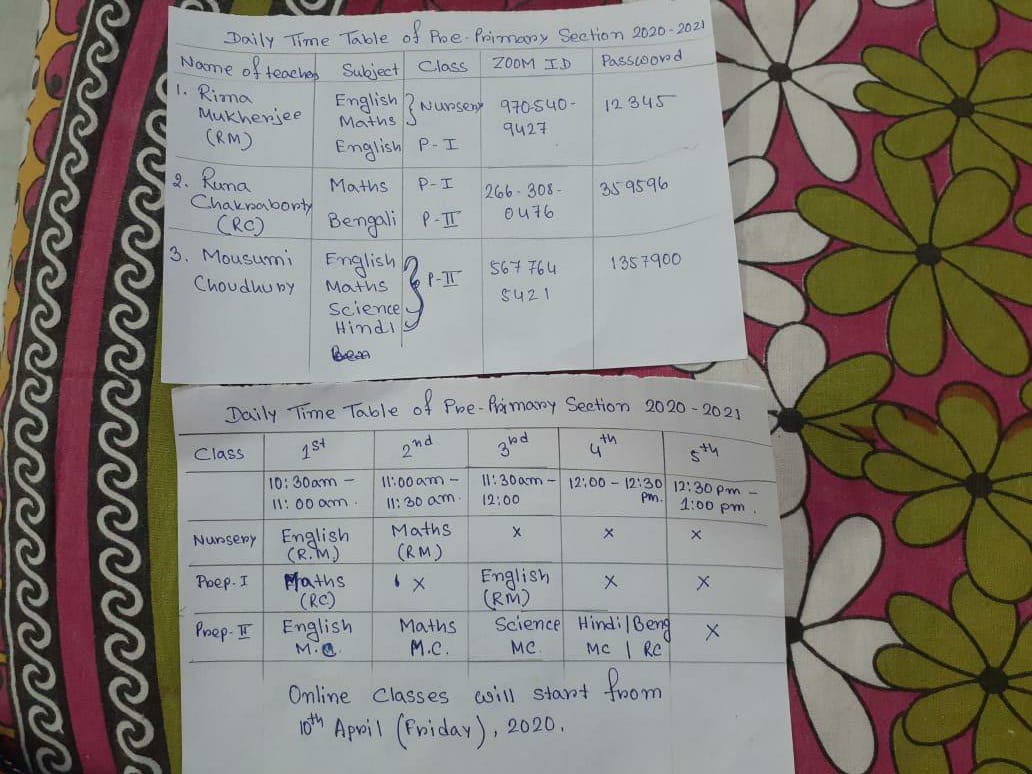 Daily Time Table of Pre-Primary Section 2020-2021
Name of teacher Subject Class ZOOM ID Password
1. Rima English } Nursery 970-540- 12345
Mukherjee Maths 9427
(RM) English P-I
2. Runa Maths P-I 266-308- 359596
Chakraborty Bengali P-II 0476
(RC)
3. Mousumi English } P-II 567 764 1357900
Choudhury Maths 5421
Science
Hindi
Daily Time Table of Pre-Primary Section 2020-2021
Class 1st 2nd 3rd 4th 5th
10:30am - 11:00am - 11:30am - 12:00 - 12:30 12:30 pm -
11:00 am. 11:30 am. 12:00 pm. 1:00 pm.
Nursery English Maths x x x
(R.M.) (RM)
Prep-I Maths x English x x
(RC) (RM)
Prep-II English Maths Science Hindi|Beng x
M.C. M.C. MC. MC | RC
Online Classes will start from
10th April (Friday), 2020.